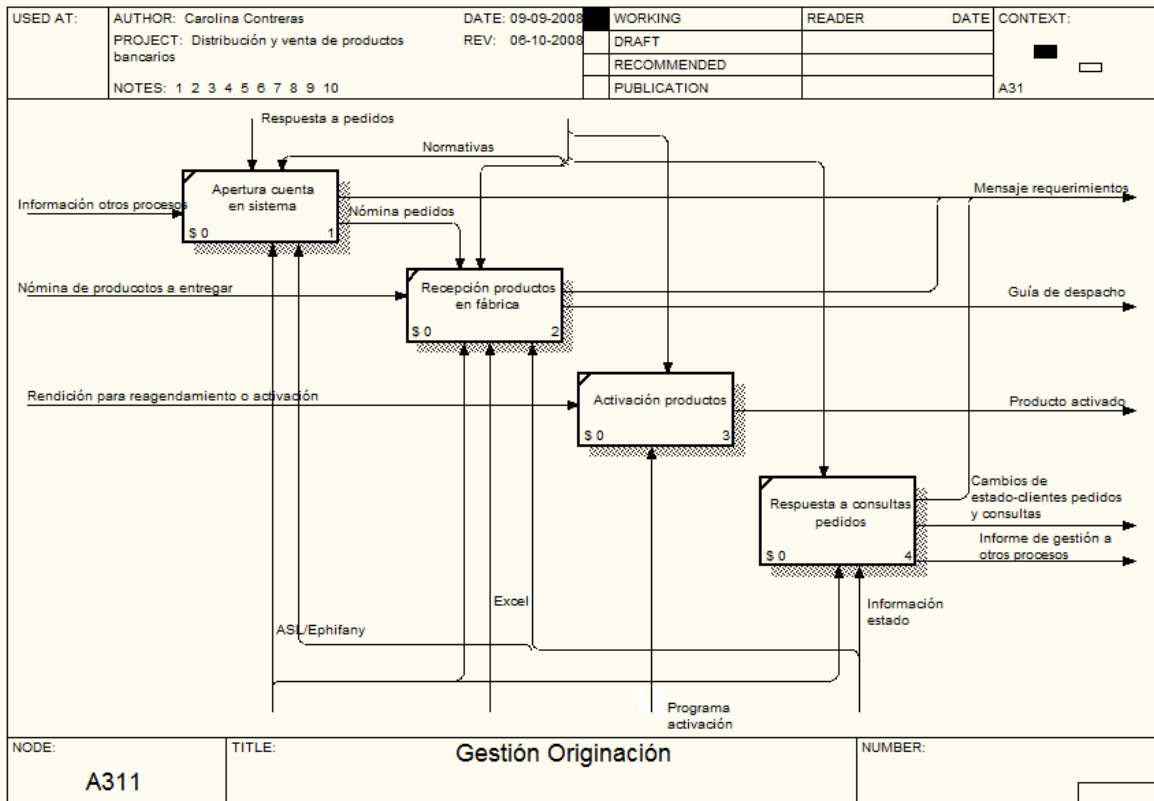 USED AT:
AUTHOR: Carolina Contreras
DATE: 09-09-2008
PROJECT: Distribución y venta de productos
bancarios
REV: 06-10-2008
NOTES: 1 2 3 4 5 6 7 8 9 10
WORKING
DRAFT
RECOMMENDED
PUBLICATION
READER
DATE
CONTEXT:
A31
Respuesta a pedidos
Normativas
Apertura cuenta
en sistema
$ 0
1
Información otros procesos
Mensaje requerimientos
Nómina pedidos
Nómina de producotos a entregar
Recepción productos
en fábrica
$ 0
2
Guía de despacho
Rendición para reagendamiento o activación
Activación productos
$ 0
3
Producto activado
Respuesta a consultas
pedidos
$ 0
4
Cambios de
estado-clientes pedidos
y consultas
Informe de gestión a
otros procesos
Excel
Información
estado
ASL/Ephifany
Programa
activación
NODE:
A311
TITLE:
Gestión Originación
NUMBER: